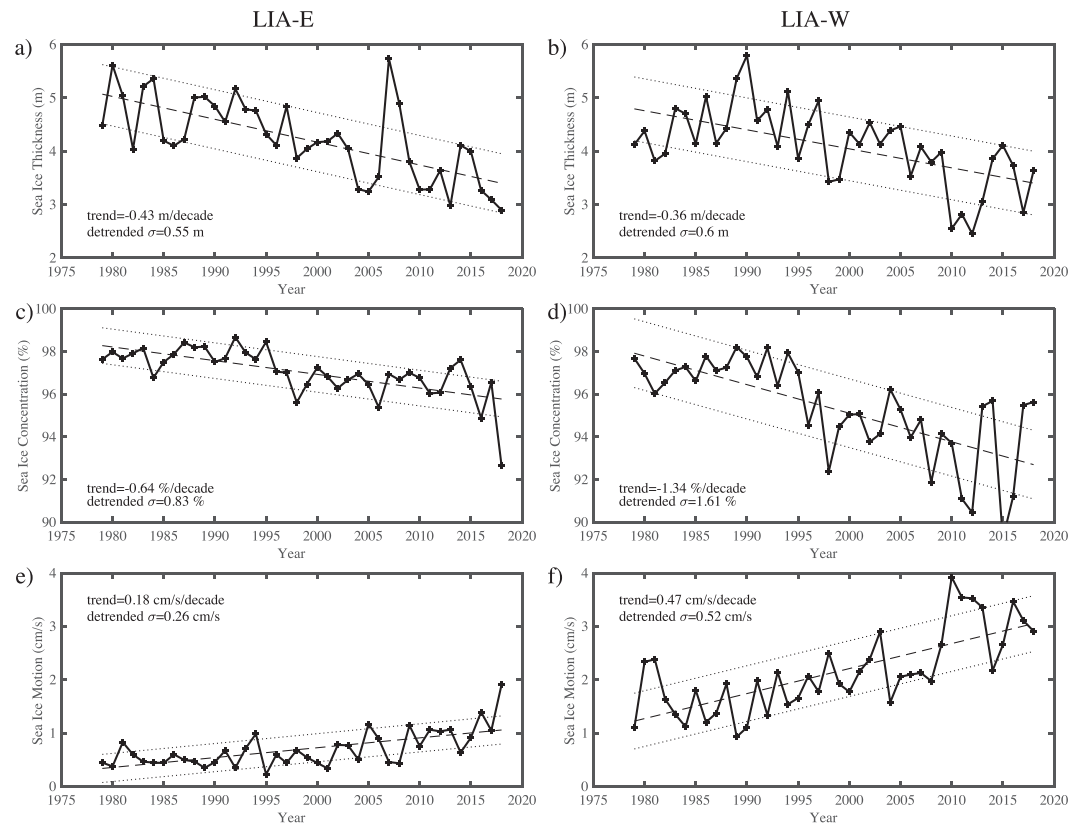 LIA-E
LIA-W
a)
Sea Ice Thickness (m)
6
5
4
3
2
trend=-0.43 m/decade
detrended σ=0.55 m
1975 1980 1985 1990 1995 2000 2005 2010 2015 2020
Year
b)
Sea Ice Thickness (m)
6
5
4
3
2
trend=-0.36 m/decade
detrended σ=0.6 m
1975 1980 1985 1990 1995 2000 2005 2010 2015 2020
Year
c)
Sea Ice Concentration (%)
100
98
96
94
92
90
trend=-0.64 %/decade
detrended σ=0.83 %
1975 1980 1985 1990 1995 2000 2005 2010 2015 2020
Year
d)
Sea Ice Concentration (%)
100
98
96
94
92
90
trend=-1.34 %/decade
detrended σ=1.61 %
1975 1980 1985 1990 1995 2000 2005 2010 2015 2020
Year
e)
Sea Ice Motion (cm/s)
4
3
2
1
0
trend=0.18 cm/s/decade
detrended σ=0.26 cm/s
1975 1980 1985 1990 1995 2000 2005 2010 2015 2020
Year
f)
Sea Ice Motion (cm/s)
4
3
2
1
0
trend=0.47 cm/s/decade
detrended σ=0.52 cm/s
1975 1980 1985 1990 1995 2000 2005 2010 2015 2020
Year